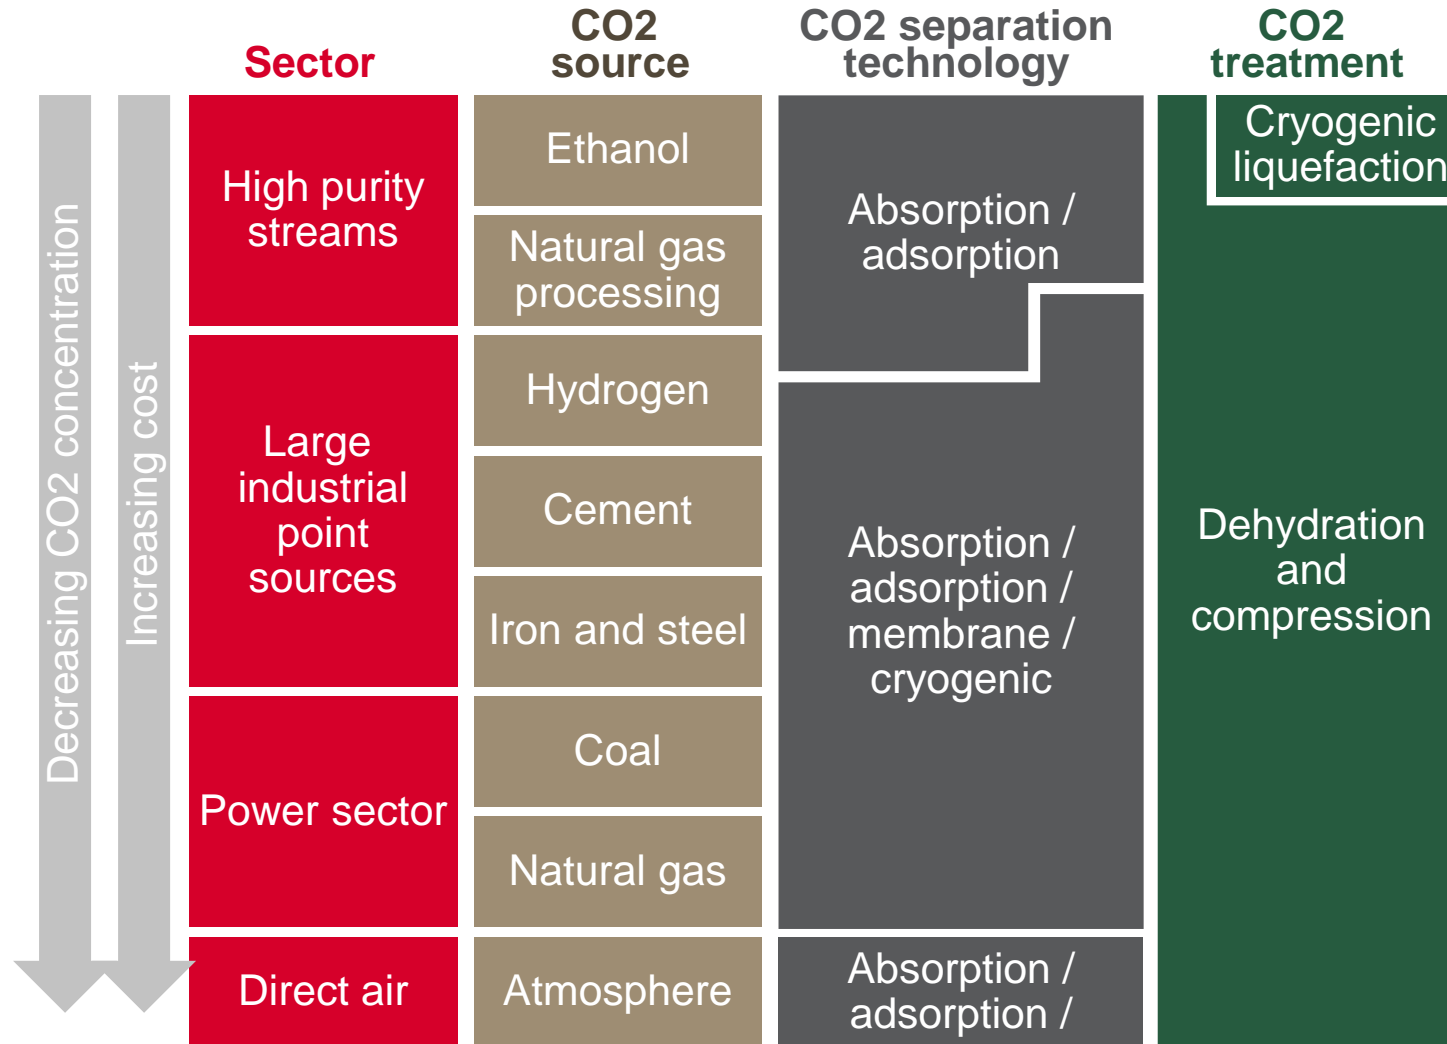 Sector
CO2
source
CO2 separation
technology
CO2
treatment
Decreasing CO2 concentration
Increasing cost
High purity
streams
Large
industrial
point
sources
Power sector
Direct air
Ethanol
Natural gas
processing
Hydrogen
Cement
Iron and steel
Coal
Natural gas
Atmosphere
Absorption /
adsorption
Absorption /
adsorption /
membrane /
cryogenic
Absorption /
adsorption /
Cryogenic
liquefaction
Dehydration
and
compression